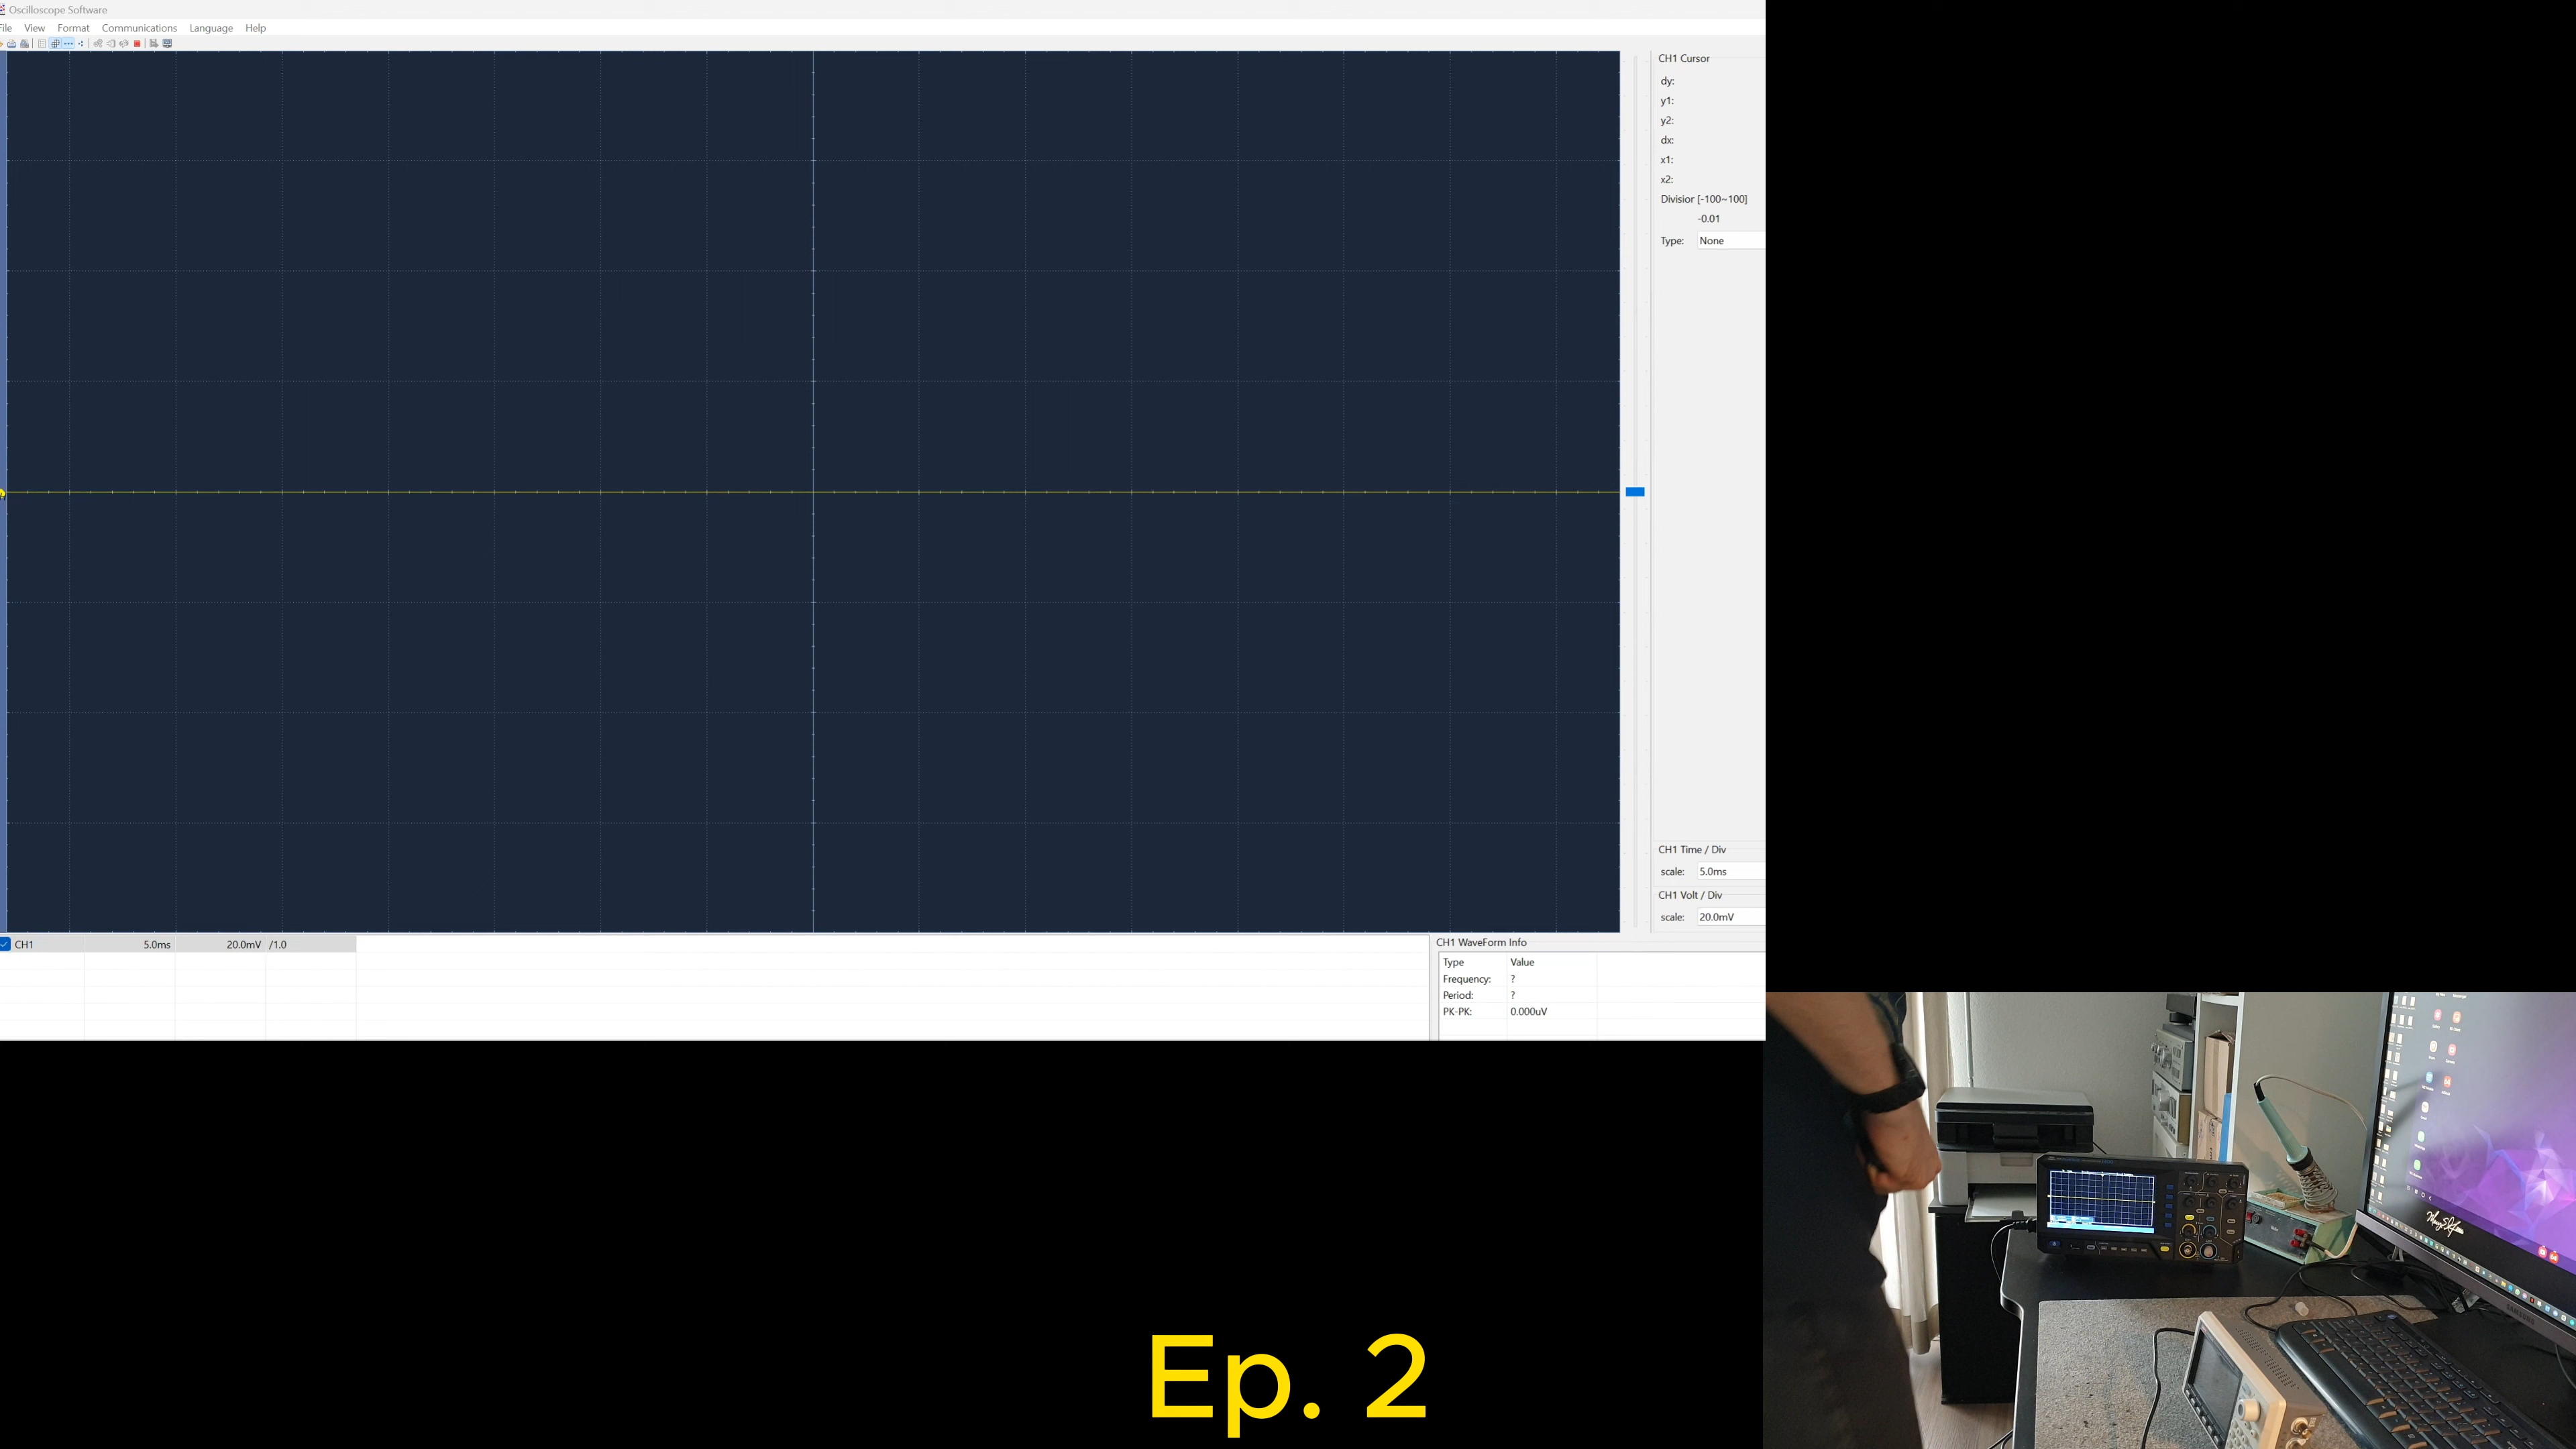 Oscilloscope Software
File View Format Communications Language Help
CH1 Cursor
dy:
y1:
y2:
dx:
x1:
x2:
Divisior [-100~100]
-0.01
Type: None
CH1 Time / Div
scale: 5.0ms
CH1 Volt / Div
scale: 20.0mV
CH1 5.0ms 20.0mV /1.0
CH1 WaveForm Info
Type Value
Frequency: ?
Period: ?
PK-PK: 0.000uV
Ep. 2